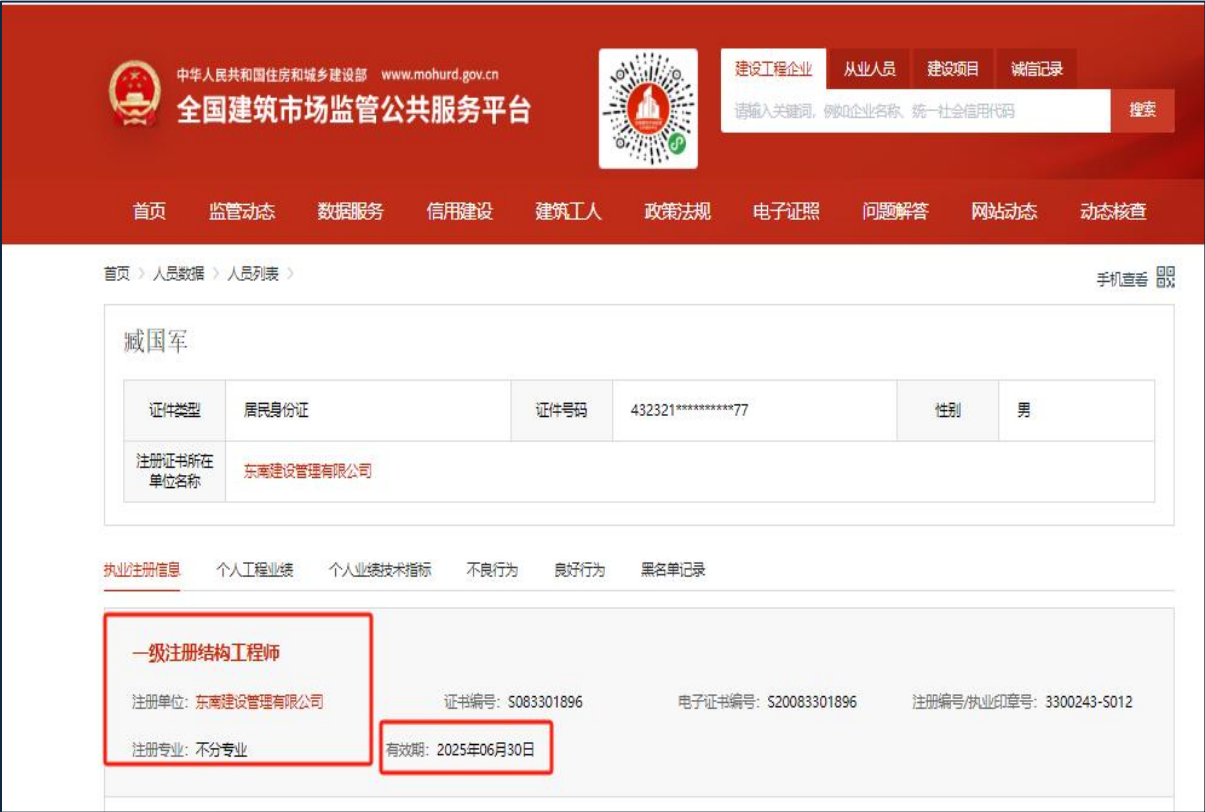 中华人民共和国住房和城乡建设部 www.mohurd.gov.cn
全国建筑市场监管公共服务平台
建设工程企业 从业人员 建设项目 诚信记录
请输入关键词，例如企业名称、统一社会信用代码 搜索
首页 监管动态 数据服务 信用建设 建筑工人 政策法规 电子证照 问题解答 网站动态 动态核查
首页 > 人员数据 > 人员列表 >
手机查看
臧国军
证件类型 居民身份证 证件号码 432321**********77 性别 男
注册证书所在
单位名称
东南建设管理有限公司
执业注册信息 个人工程业绩 个人业绩技术指标 不良行为 良好行为 黑名单记录
一级注册结构工程师
注册单位：东南建设管理有限公司 证书编号：S083301896 电子证书编号：S20083301896 注册编号/执业印章号：3300243-S012
注册专业：不分专业 有效期：2025年06月30日